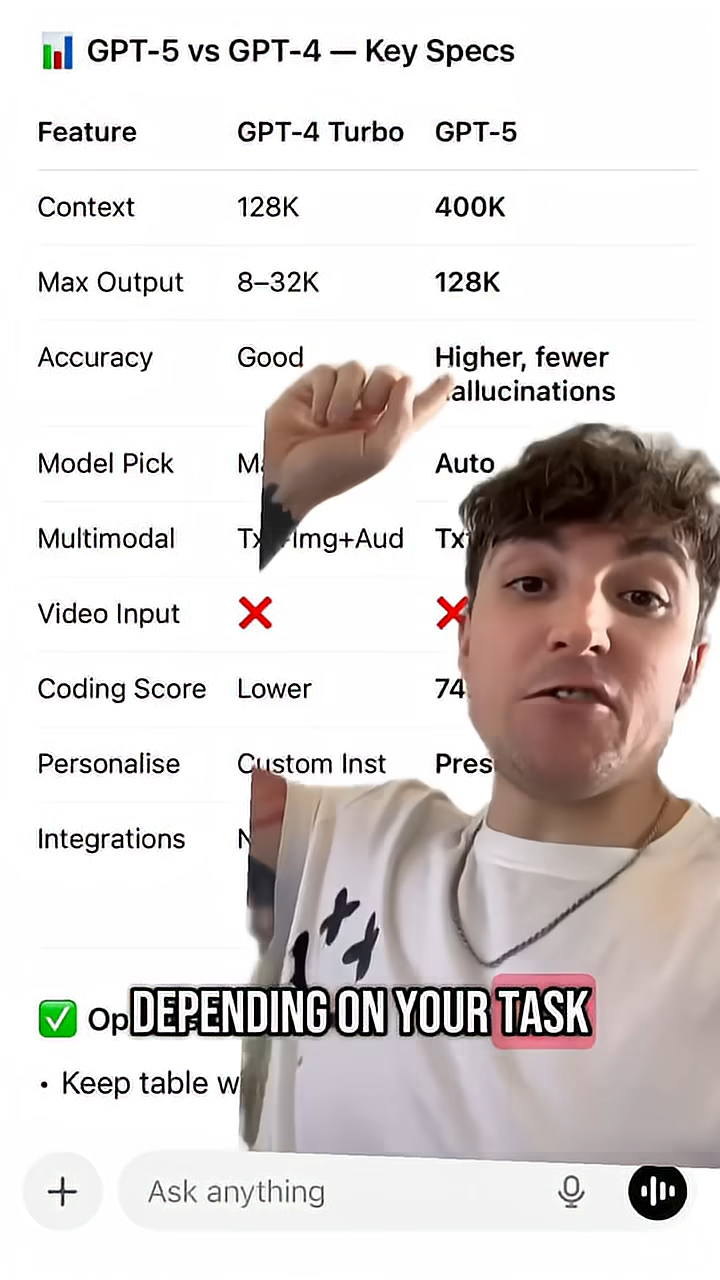 📊 GPT-5 vs GPT-4 — Key Specs
Feature GPT-4 Turbo GPT-5
Context 128K 400K
Max Output 8–32K 128K
Accuracy Good Higher, fewer
allucinations
Model Pick Auto
Multimodal Img+Aud
Video Input ❌ ❌
Coding Score Lower 74
Personalise Custom Inst
Integrations
DEPENDING ON YOUR TASK
• Keep table
Ask anything